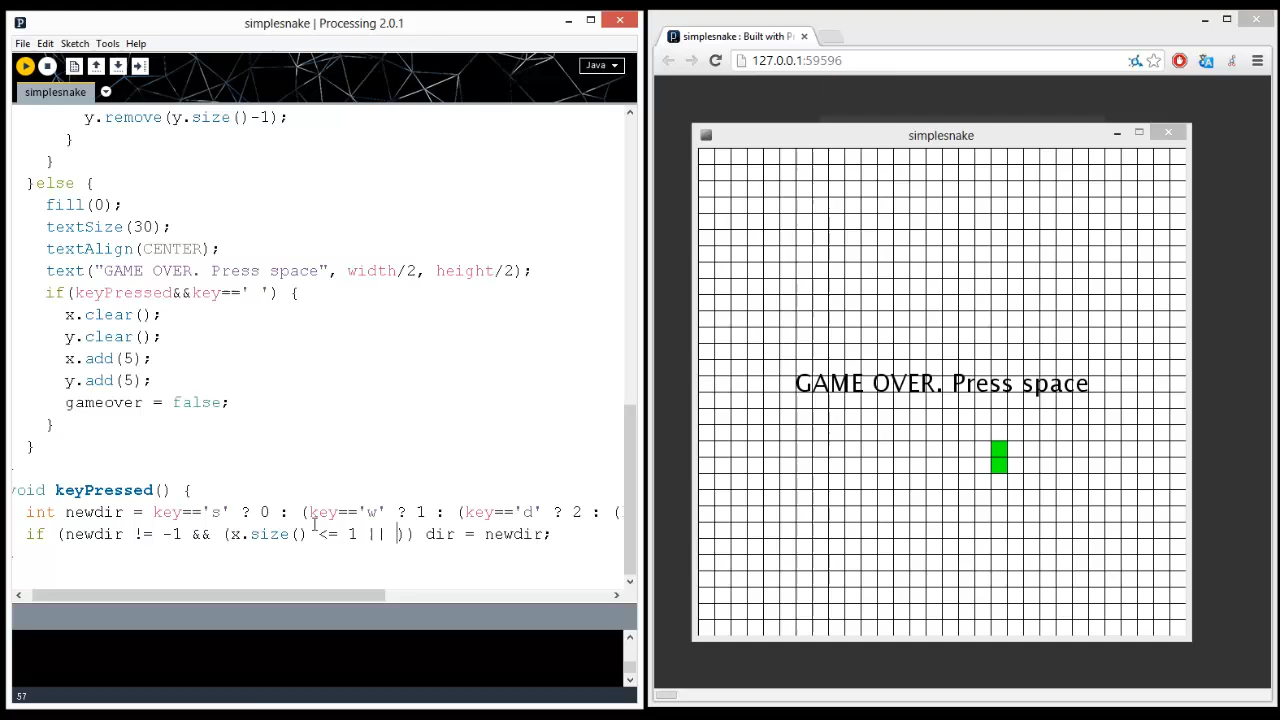 simplesnake | Processing 2.0.1
File Edit Sketch Tools Help
Java
simplesnake
y.remove(y.size()-1);
}
}
}else {
fill(0);
textSize(30);
textAlign(CENTER);
text("GAME OVER. Press space", width/2, height/2);
if(keyPressed&&key==' ') {
x.clear();
y.clear();
x.add(5);
y.add(5);
gameover = false;
}
}
void keyPressed() {
int newdir = key=='s' ? 0 : (key=='w' ? 1 : (key=='d' ? 2 : (
if (newdir != -1 && (x.size() <= 1 || )) dir = newdir;
57
simplesnake : Built with P
127.0.0.1:59596
simplesnake
GAME OVER. Press space